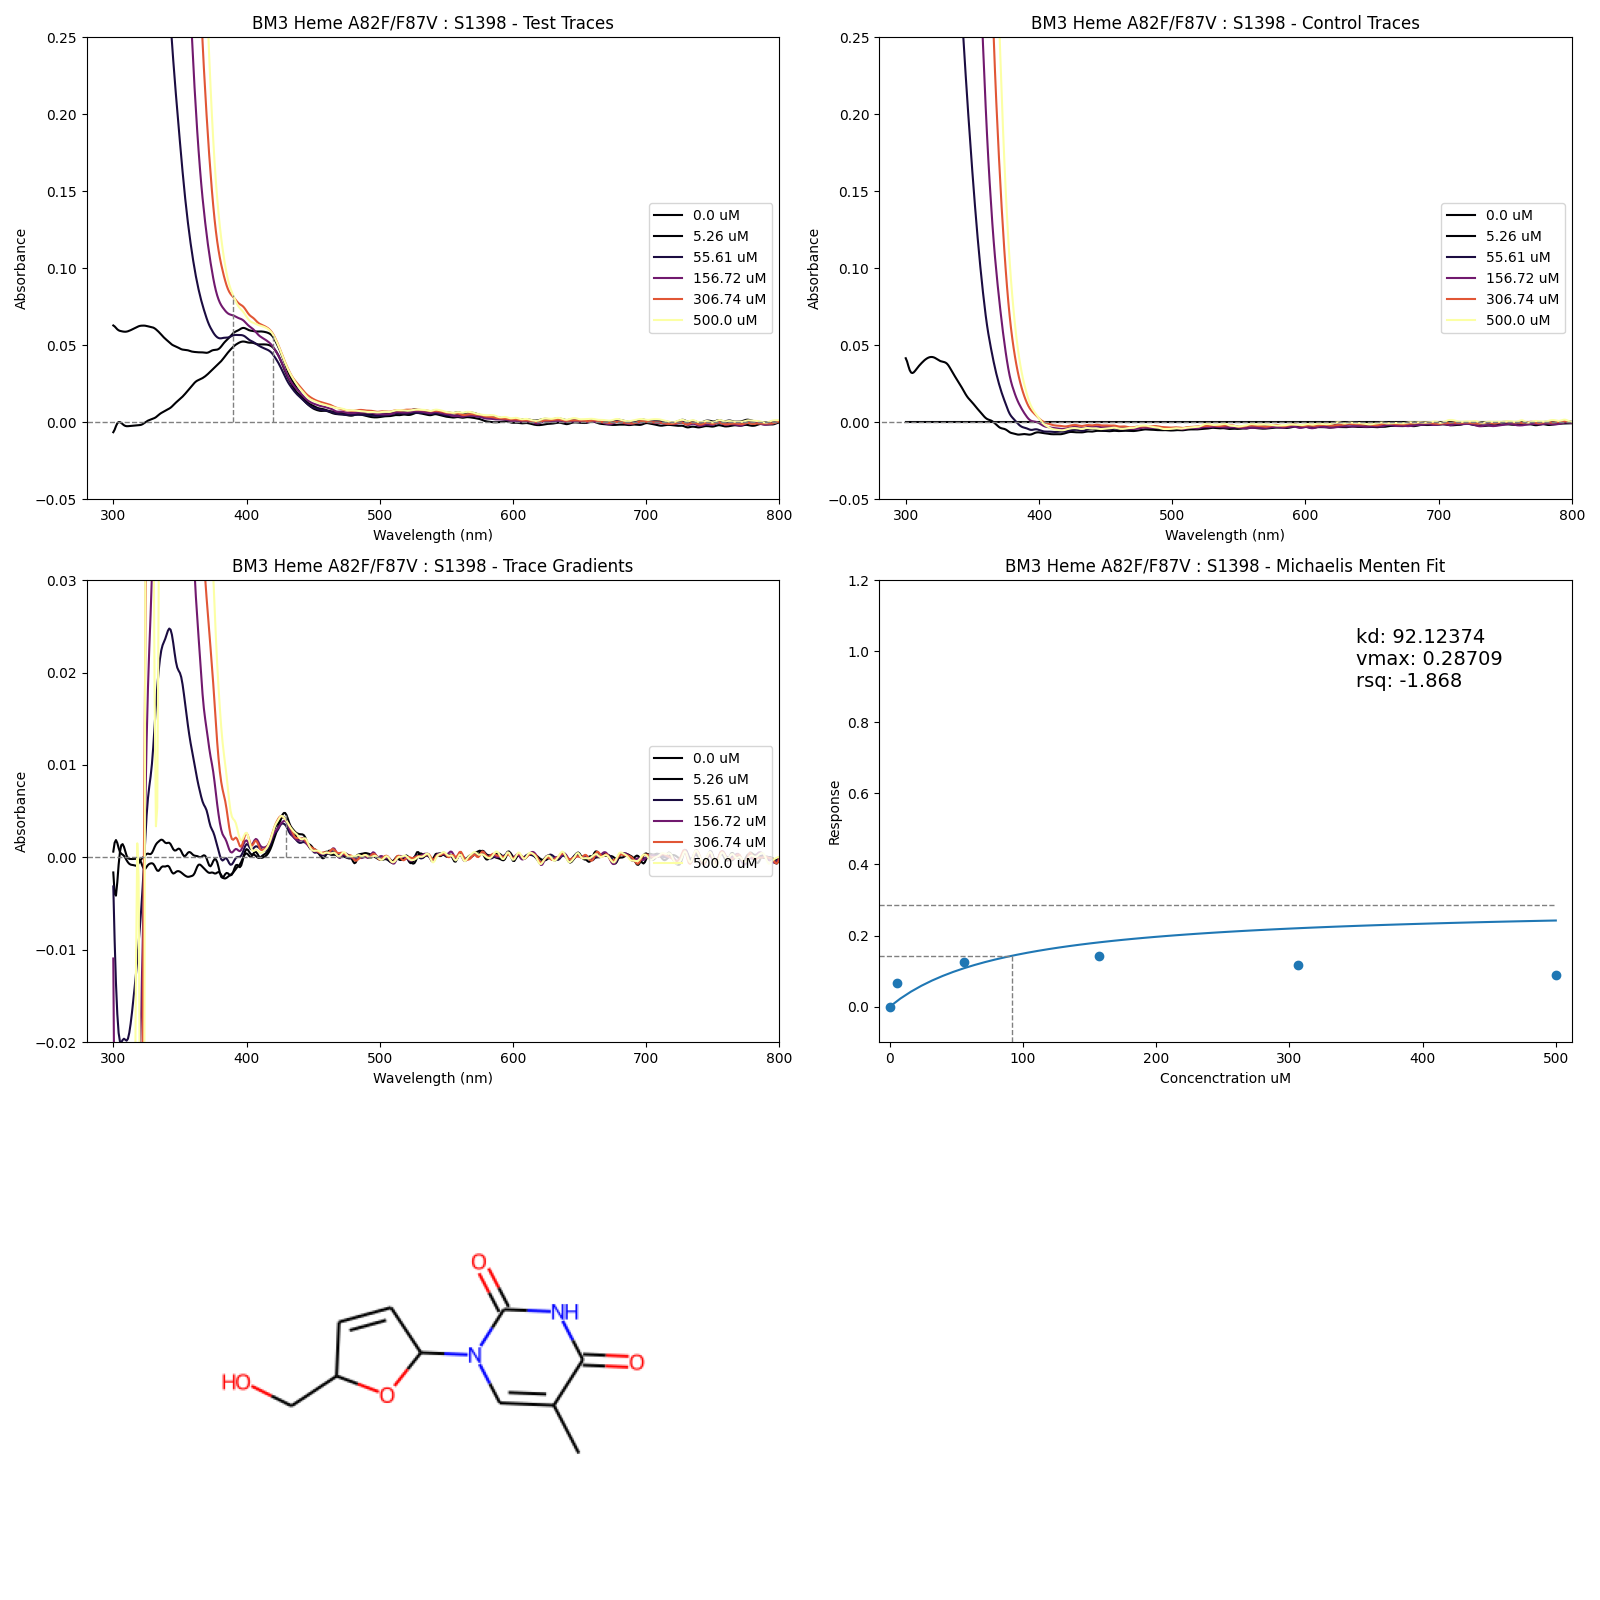 BM3 Heme A82F/F87V : S1398 - Test Traces
0.25
0.20
0.15
0.10
0.05
0.00
−0.05
Absorbance
300 400 500 600 700 800
Wavelength (nm)
0.0 uM
5.26 uM
55.61 uM
156.72 uM
306.74 uM
500.0 uM
BM3 Heme A82F/F87V : S1398 - Control Traces
0.25
0.20
0.15
0.10
0.05
0.00
−0.05
Absorbance
300 400 500 600 700 800
Wavelength (nm)
0.0 uM
5.26 uM
55.61 uM
156.72 uM
306.74 uM
500.0 uM
BM3 Heme A82F/F87V : S1398 - Trace Gradients
0.03
0.02
0.01
0.00
−0.01
−0.02
Absorbance
300 400 500 600 700 800
Wavelength (nm)
0.0 uM
5.26 uM
55.61 uM
156.72 uM
306.74 uM
500.0 uM
BM3 Heme A82F/F87V : S1398 - Michaelis Menten Fit
1.2
1.0
0.8
0.6
0.4
0.2
0.0
Response
kd: 92.12374
vmax: 0.28709
rsq: -1.868
0 100 200 300 400 500
Concenctration uM
O
NH
N
O
HO
O